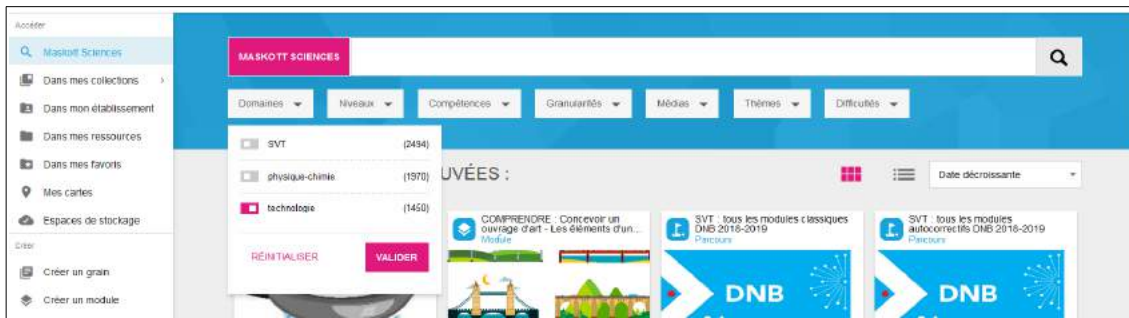 Accéder
Maskott Sciences
Dans mes collections
Dans mon établissement
Dans mes ressources
Dans mes favoris
Mes cartes
Espaces de stockage
Créer
Créer un grain
Créer un module
MASKOTT SCIENCES
Domaines
Niveaux
Compétences
Granularités
Médias
Thèmes
Difficultés
SVT (2494)
physique-chimie (1970)
technologie (1450)
RÉINITIALISER VALIDER
UVÉES :
Date décroissante
COMPRENDRE : Concevoir un
ouvrage d'art - Les éléments d'un...
Module
SVT : tous les modules classiques
DNB 2018-2019
Parcours
DNB
SVT : tous les modules
autocorrectifs DNB 2018-2019
Parcours
DNB